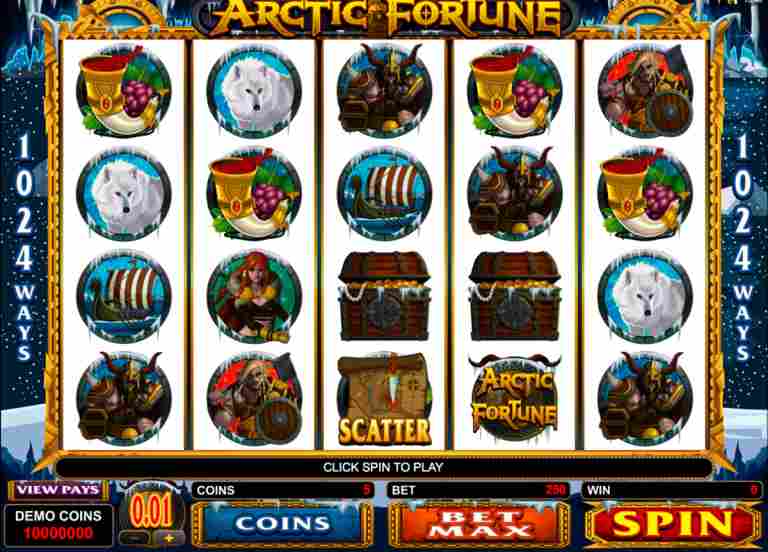 ARCTIC FORTUNE
1024 WAYS
1024 WAYS
SCATTER
ARCTIC
FORTUNE
CLICK SPIN TO PLAY
VIEW PAYS
COINS 5
BET 250
WIN 0
DEMO COINS
10000000
0.01
- +
COINS
BET
MAX
SPIN